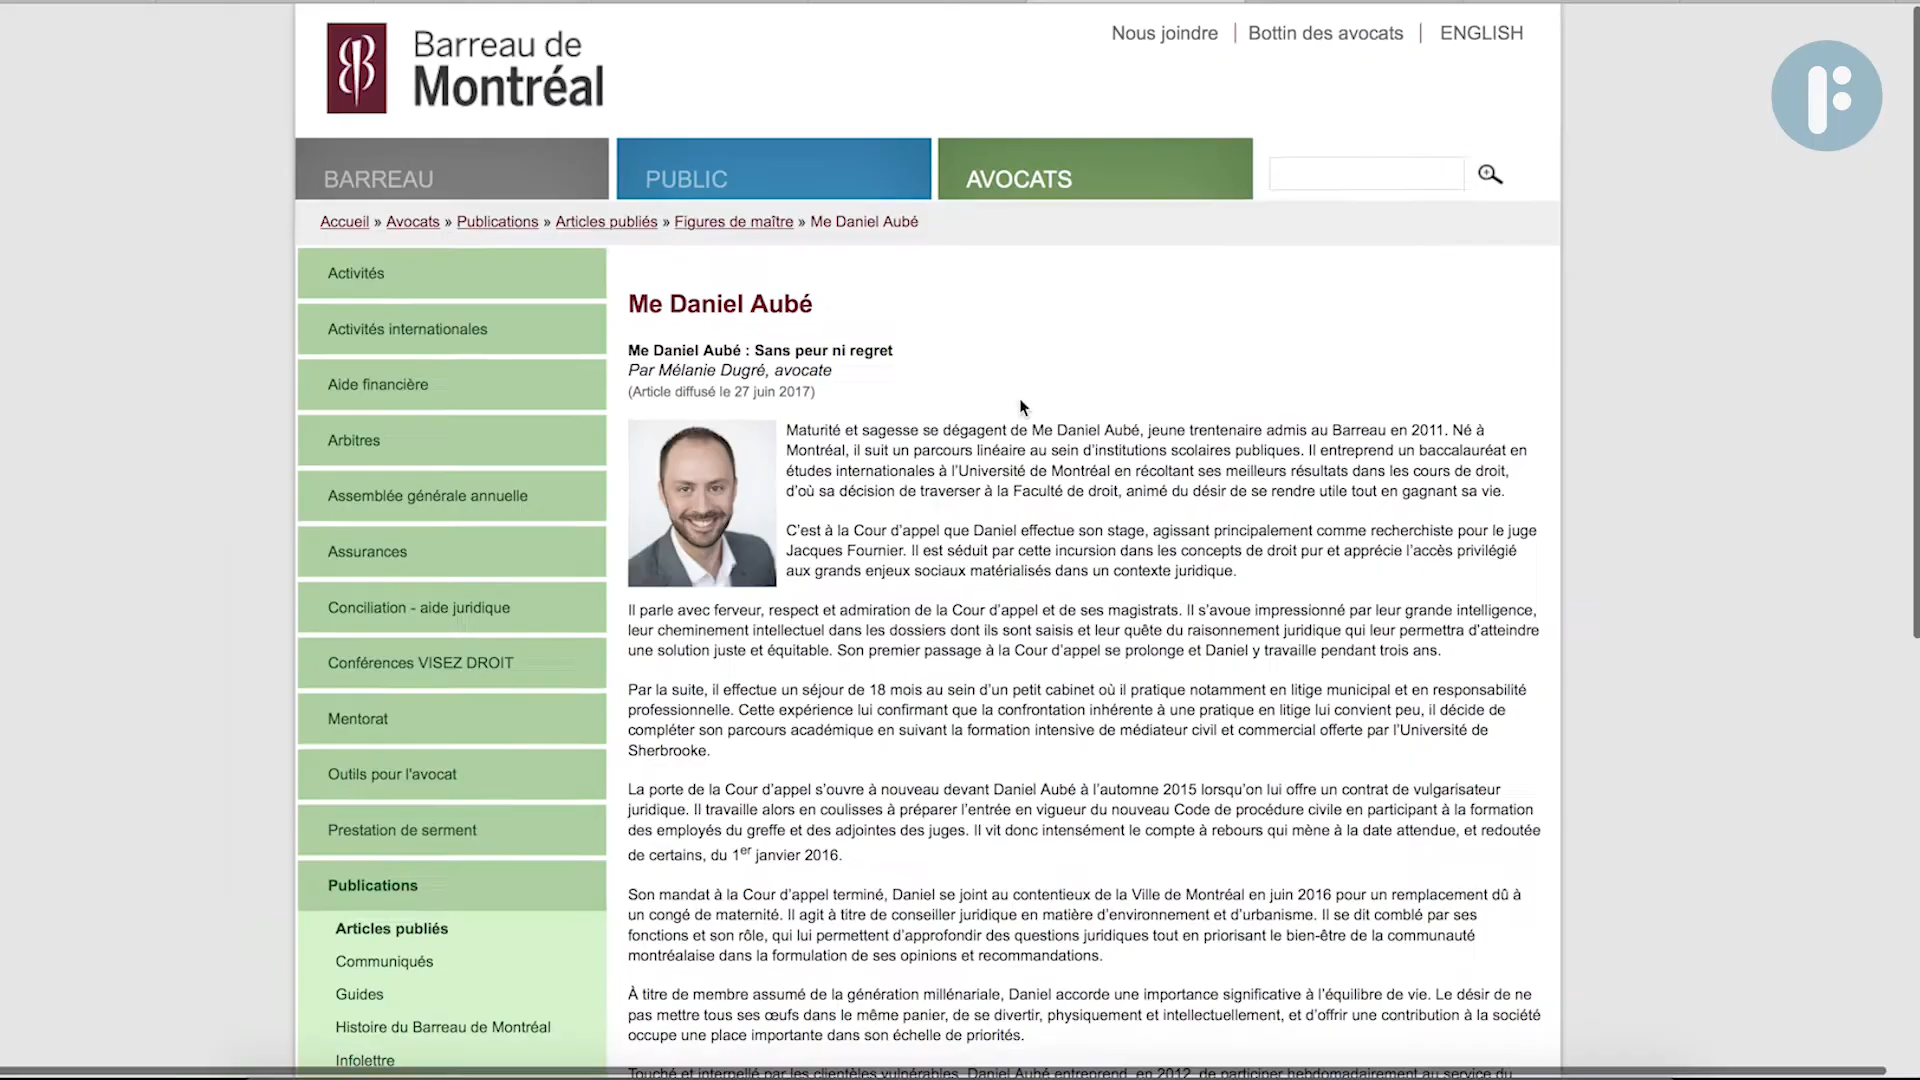 Barreau de
Montréal
Nous joindre
Bottin des avocats
ENGLISH
BARREAU
PUBLIC
AVOCATS
Accueil » Avocats » Publications » Articles publiés » Figures de maître » Me Daniel Aubé
Activités
Activités internationales
Aide financière
Arbitres
Assemblée générale annuelle
Assurances
Conciliation - aide juridique
Conférences VISEZ DROIT
Mentorat
Outils pour l'avocat
Prestation de serment
Publications
Articles publiés
Communiqués
Guides
Histoire du Barreau de Montréal
Infolettre
Me Daniel Aubé
Me Daniel Aubé : Sans peur ni regret
Par Mélanie Dugré, avocate
(Article diffusé le 27 juin 2017)
Maturité et sagesse se dégagent de Me Daniel Aubé, jeune trentenaire admis au Barreau en 2011. Né à
Montréal, il suit un parcours linéaire au sein d’institutions scolaires publiques. Il entreprend un baccalauréat en
études internationales à l’Université de Montréal en récoltant ses meilleurs résultats dans les cours de droit,
d’où sa décision de traverser à la Faculté de droit, animé du désir de se rendre utile tout en gagnant sa vie.
C’est à la Cour d’appel que Daniel effectue son stage, agissant principalement comme recherchiste pour le juge
Jacques Fournier. Il est séduit par cette incursion dans les concepts de droit pur et apprécie l’accès privilégié
aux grands enjeux sociaux matérialisés dans un contexte juridique.
Il parle avec ferveur, respect et admiration de la Cour d’appel et de ses magistrats. Il s’avoue impressionné par leur grande intelligence,
leur cheminement intellectuel dans les dossiers dont ils sont saisis et leur quête du raisonnement juridique qui leur permettra d’atteindre
une solution juste et équitable. Son premier passage à la Cour d’appel se prolonge et Daniel y travaille pendant trois ans.
Par la suite, il effectue un séjour de 18 mois au sein d’un petit cabinet où il pratique notamment en litige municipal et en responsabilité
professionnelle. Cette expérience lui confirmant que la confrontation inhérente à une pratique en litige lui convient peu, il décide de
compléter son parcours académique en suivant la formation intensive de médiateur civil et commercial offerte par l’Université de
Sherbrooke.
La porte de la Cour d’appel s’ouvre à nouveau devant Daniel Aubé à l’automne 2015 lorsqu’on lui offre un contrat de vulgarisateur
juridique. Il travaille alors en coulisses à préparer l’entrée en vigueur du nouveau Code de procédure civile en participant à la formation
des employés du greffe et des adjointes des juges. Il vit donc intensément le compte à rebours qui mène à la date attendue, et redoutée
de certains, du 1er janvier 2016.
Son mandat à la Cour d’appel terminé, Daniel se joint au contentieux de la Ville de Montréal en juin 2016 pour un remplacement dû à
un congé de maternité. Il agit à titre de conseiller juridique en matière d’environnement et d’urbanisme. Il se dit comblé par ses
fonctions et son rôle, qui lui permettent d’approfondir des questions juridiques tout en priorisant le bien-être de la communauté
montréalaise dans la formulation de ses opinions et recommandations.
À titre de membre assumé de la génération millénariale, Daniel accorde une importance significative à l’équilibre de vie. Le désir de ne
pas mettre tous ses œufs dans le même panier, de se divertir, physiquement et intellectuellement, et d’offrir une contribution à la société
occupe une place importante dans son échelle de priorités.
Touché et interpellé par les clientèles vulnérables, Daniel Aubé entreprend, en 2012, de participer hebdomadairement au service du